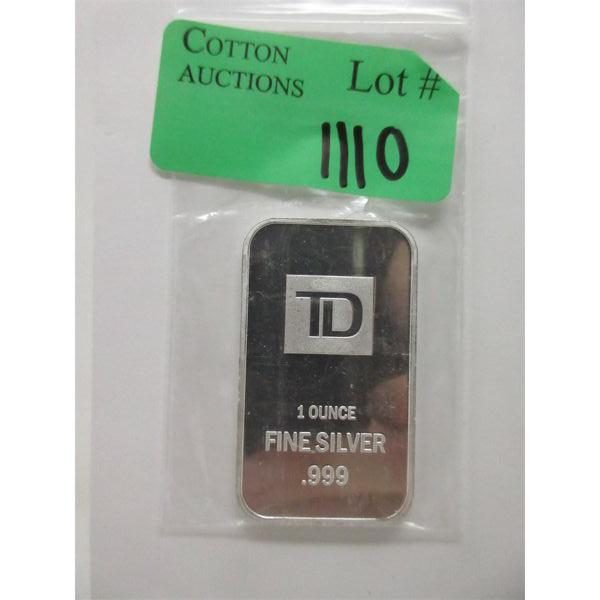 COTTON
AUCTIONS
Lot #
1110
TD
1 OUNCE
FINE SILVER
.999